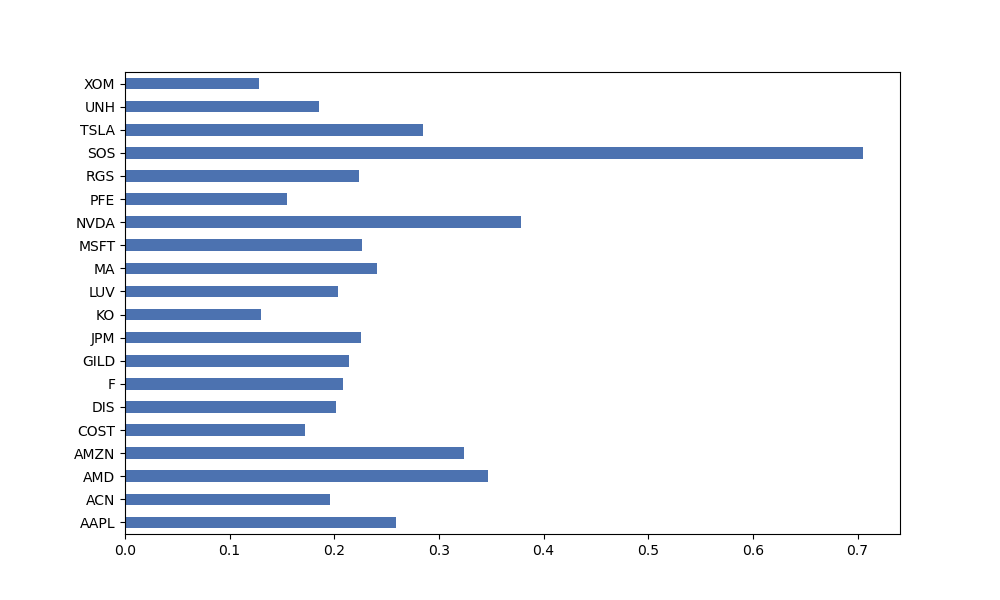 XOM
UNH
TSLA
SOS
RGS
PFE
NVDA
MSFT
MA
LUV
KO
JPM
GILD
F
DIS
COST
AMZN
AMD
ACN
AAPL
0.0 0.1 0.2 0.3 0.4 0.5 0.6 0.7